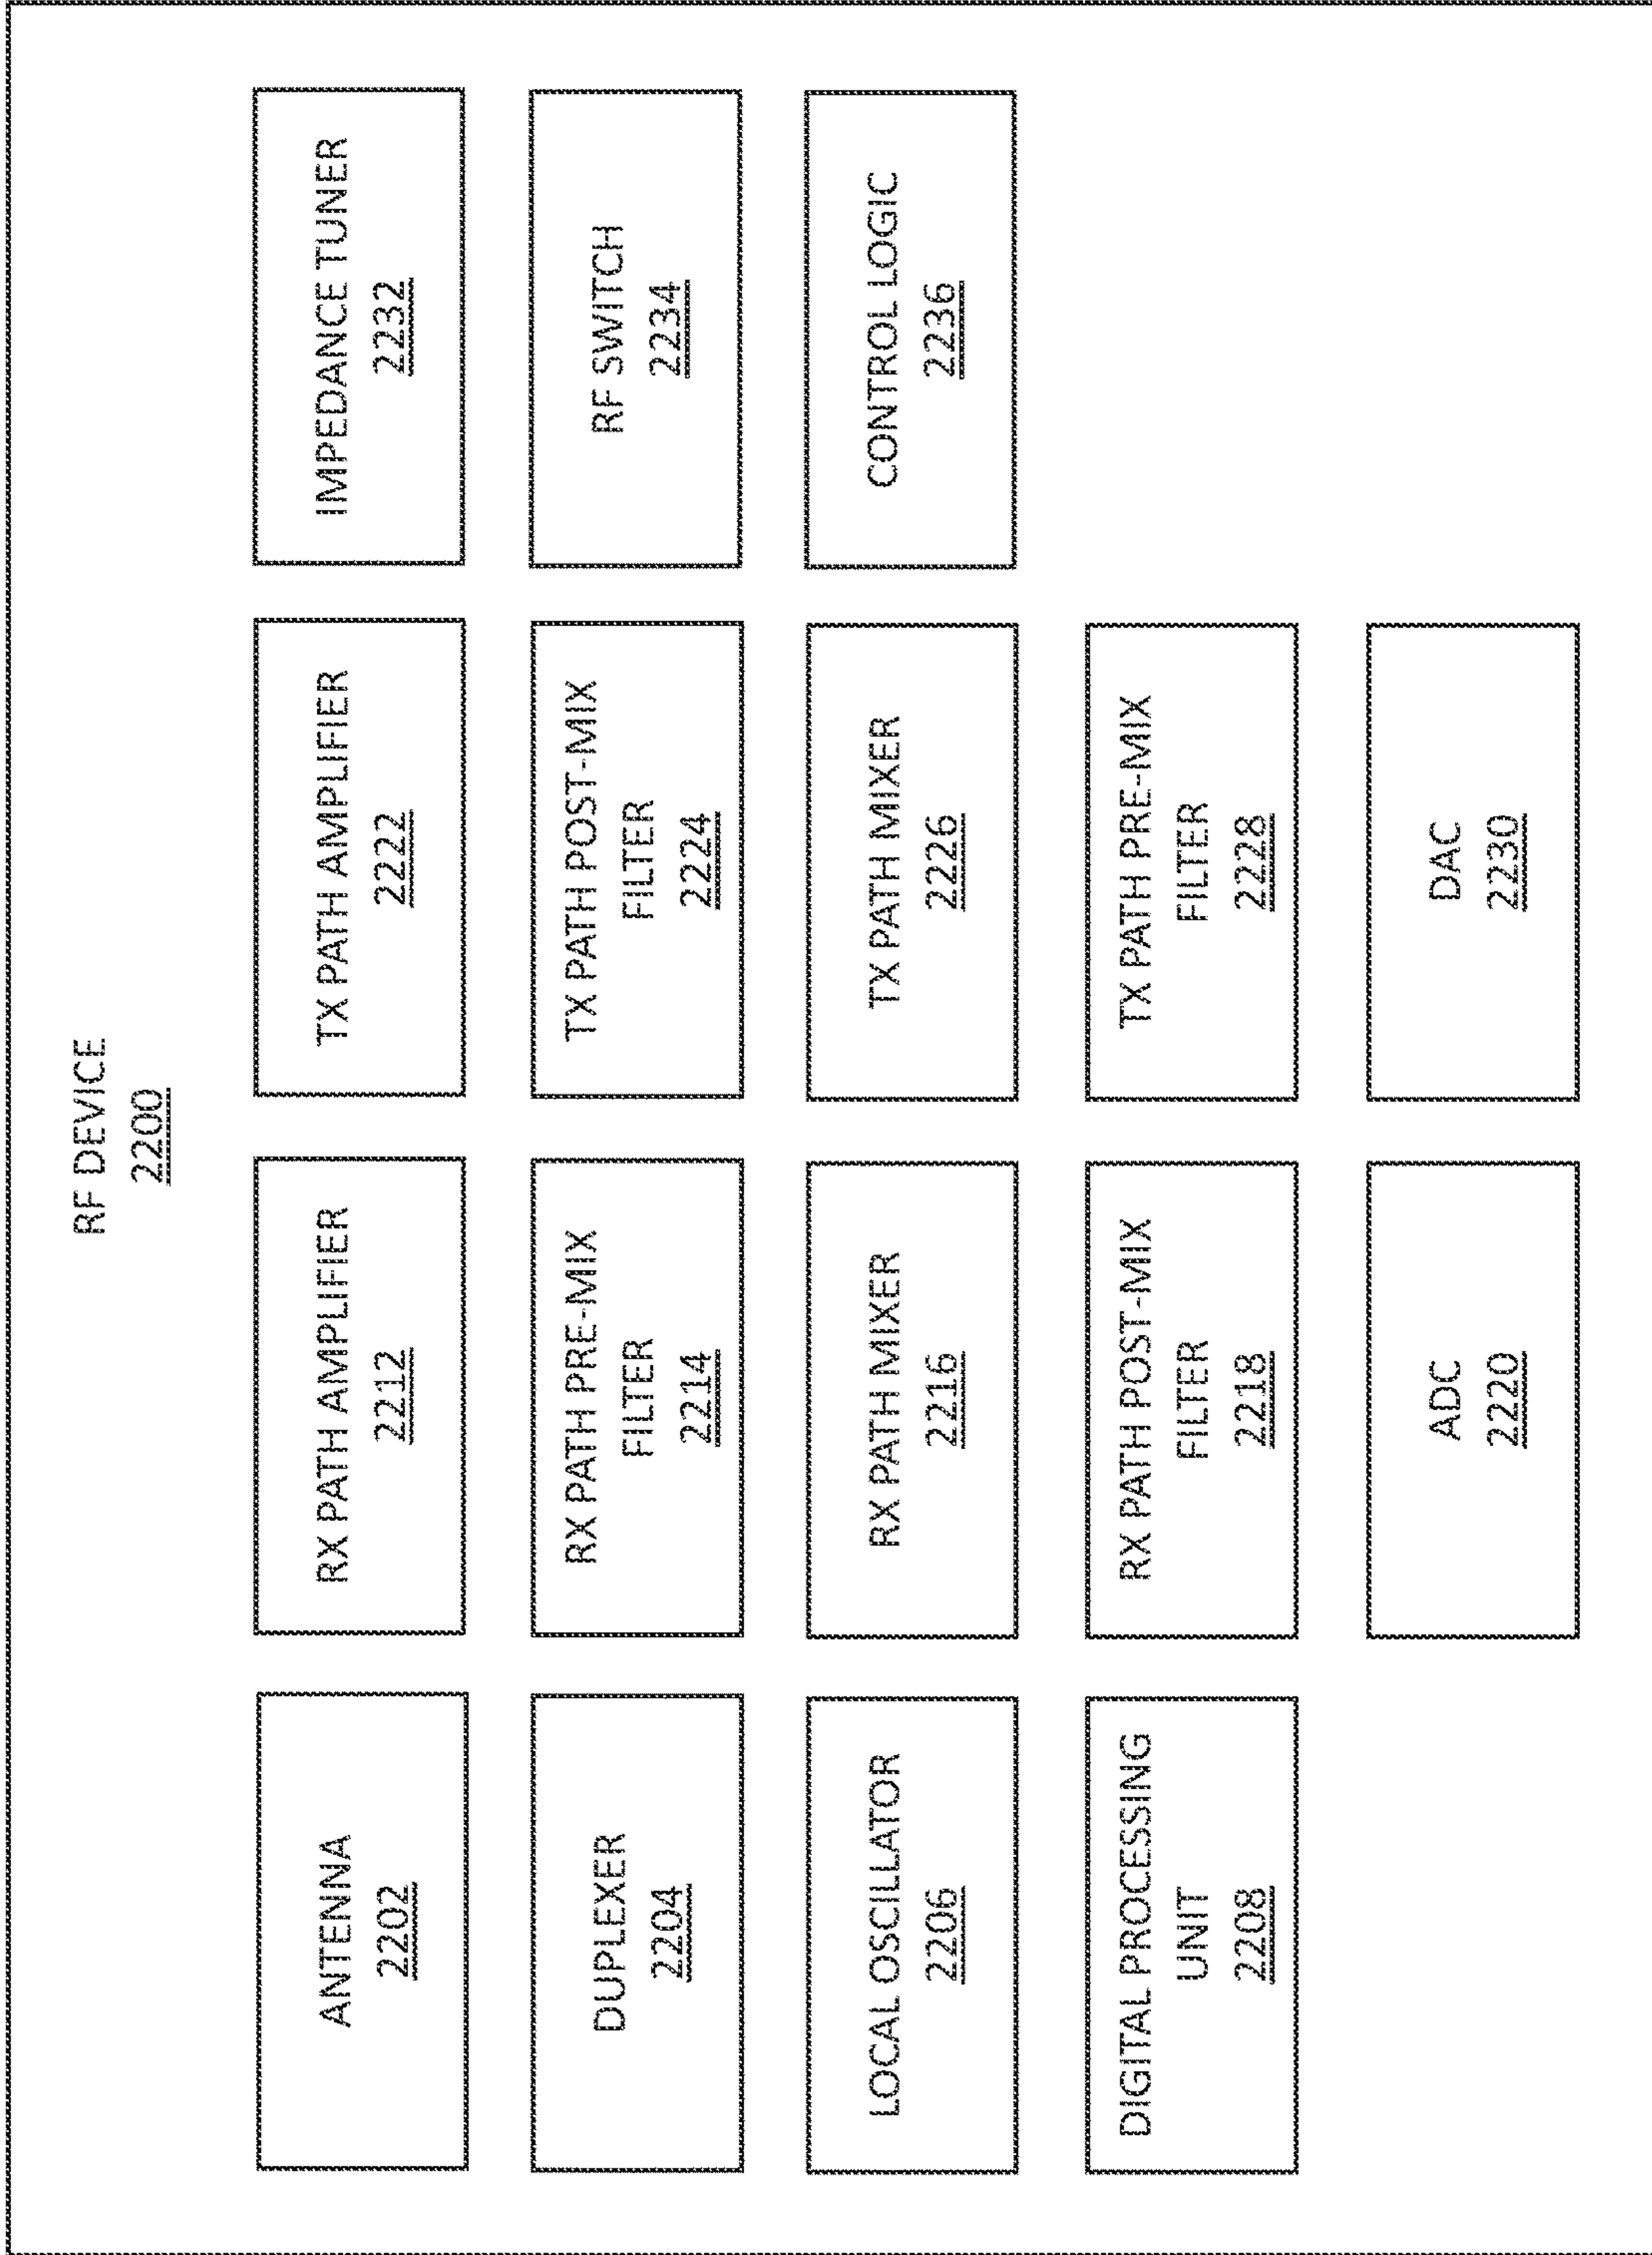 RF DEVICE
2200
ANTENNA
2202
DUPLEXER
2204
LOCAL OSCILLATOR
2206
DIGITAL PROCESSING
UNIT
2208
RX PATH AMPLIFIER
2212
RX PATH PRE-MIX
FILTER
2214
RX PATH MIXER
2216
RX PATH POST-MIX
FILTER
2218
ADC
2220
TX PATH AMPLIFIER
2222
TX PATH POST-MIX
FILTER
2224
TX PATH MIXER
2226
TX PATH PRE-MIX
FILTER
2228
DAC
2230
IMPEDANCE TUNER
2232
RF SWITCH
2234
CONTROL LOGIC
2236